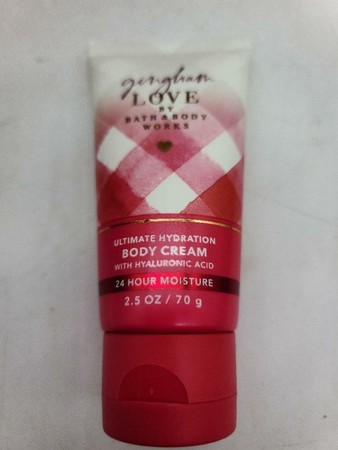 gingham
LOVE
BY
BATH & BODY
WORKS
ULTIMATE HYDRATION
BODY CREAM
WITH HYALURONIC ACID
24 HOUR MOISTURE
2.5 OZ / 70 g